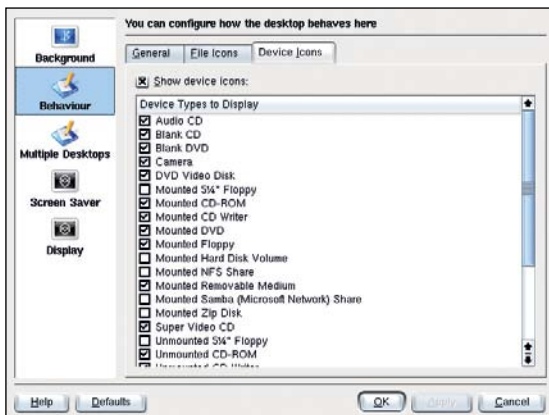 You can configure how the desktop behaves here
Background
Behaviour
Multiple Desktops
Screen Saver
Display
General
File Icons
Device Icons
Show device icons:
Device Types to Display
Audio CD
Blank CD
Blank DVD
Camera
DVD Video Disk
Mounted 5¼" Floppy
Mounted CD-ROM
Mounted CD Writer
Mounted DVD
Mounted Floppy
Mounted Hard Disk Volume
Mounted NFS Share
Mounted Removable Medium
Mounted Samba (Microsoft Network) Share
Mounted Zip Disk
Super Video CD
Unmounted 5¼" Floppy
Unmounted CD-ROM
Unmounted CD Writer
Help
Defaults
OK
Apply
Cancel